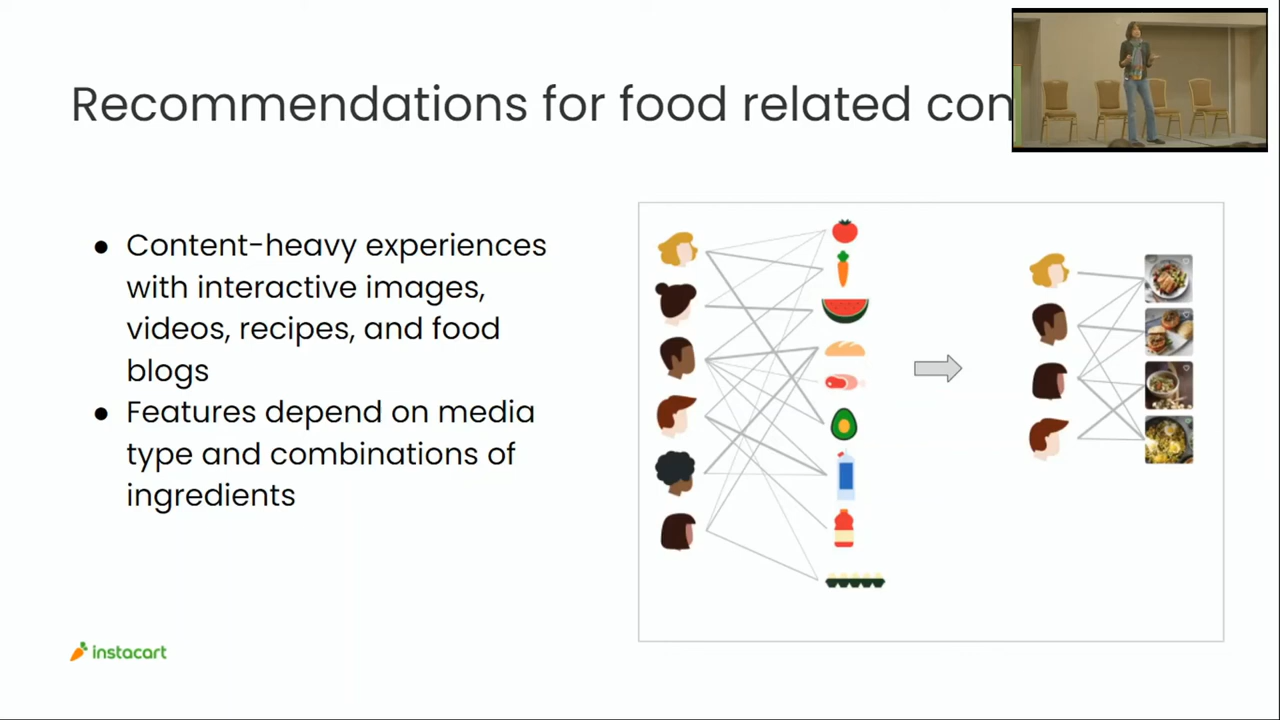 Recommendations for food related con
● Content-heavy experiences
with interactive images,
videos, recipes, and food
blogs
● Features depend on media
type and combinations of
ingredients
instacart